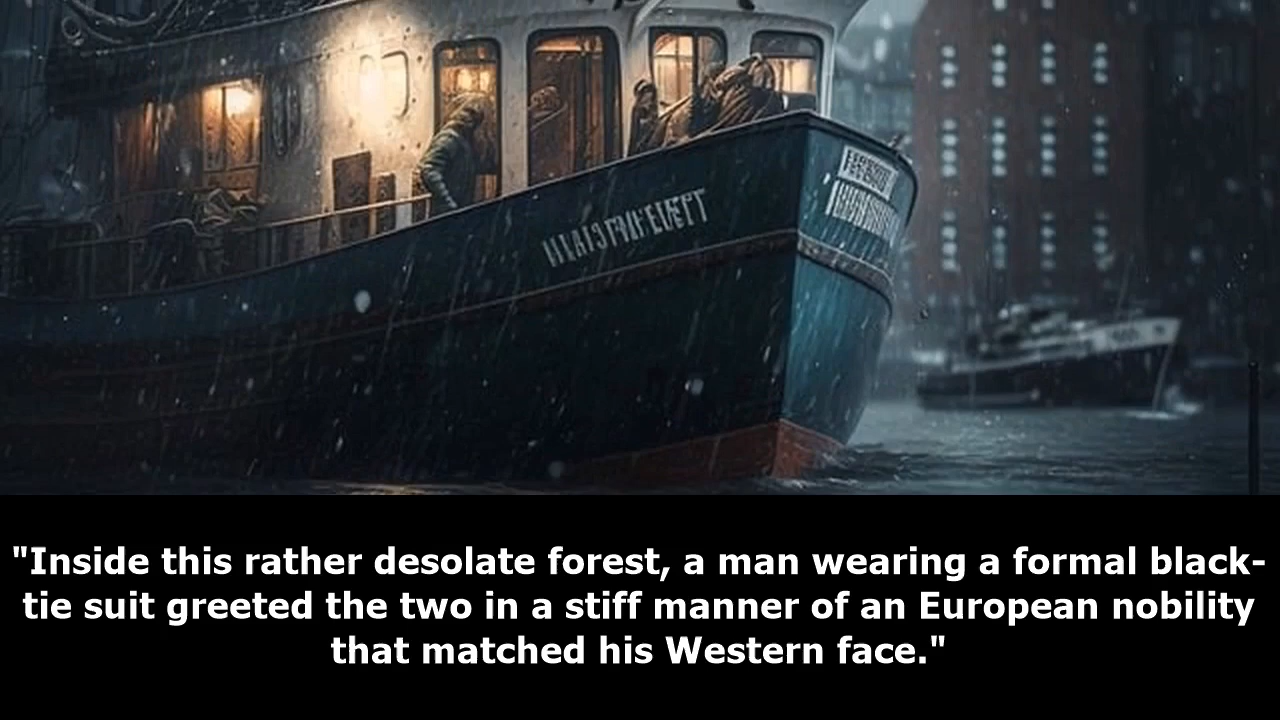 "Inside this rather desolate forest, a man wearing a formal black-
tie suit greeted the two in a stiff manner of an European nobility
that matched his Western face."